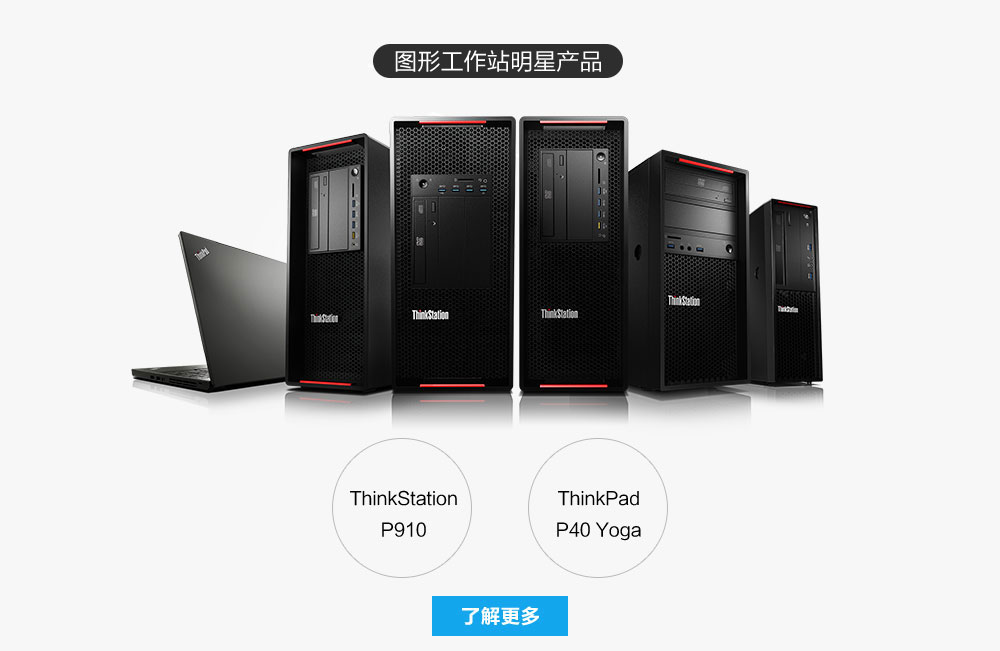 图形工作站明星产品
ThinkPad
ThinkStation
ThinkStation
ThinkStation
ThinkStation
ThinkStation
ThinkStation
P910
ThinkPad
P40 Yoga
了解更多